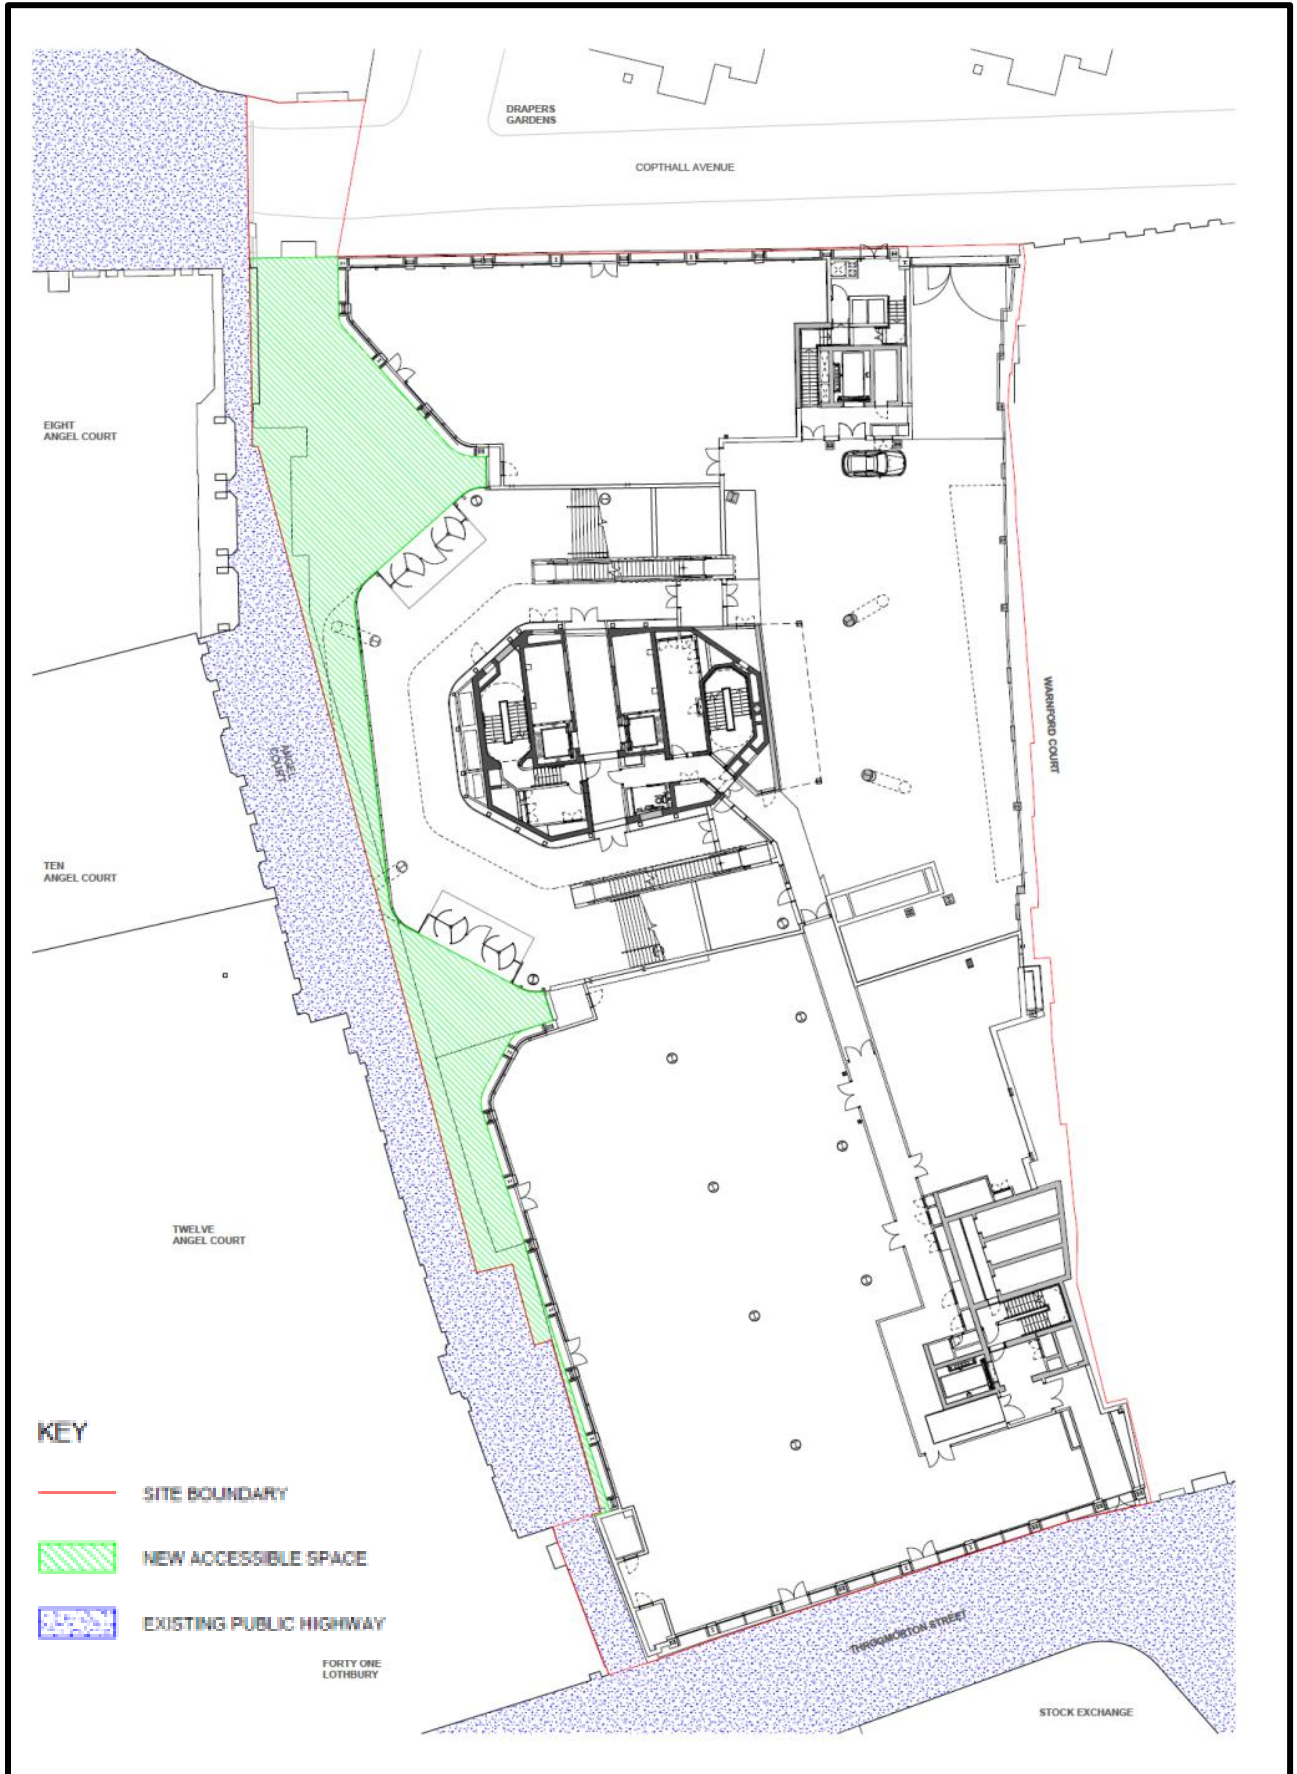 DRAPERS
GARDENS
COPTHALL AVENUE
EIGHT
ANGEL COURT
WARNFORD COURT
ANGEL
COURT
TEN
ANGEL COURT
TWELVE
ANGEL COURT
KEY
SITE BOUNDARY
NEW ACCESSIBLE SPACE
EXISTING PUBLIC HIGHWAY
THROGMORTON STREET
FORTY ONE
LOTHBURY
STOCK EXCHANGE